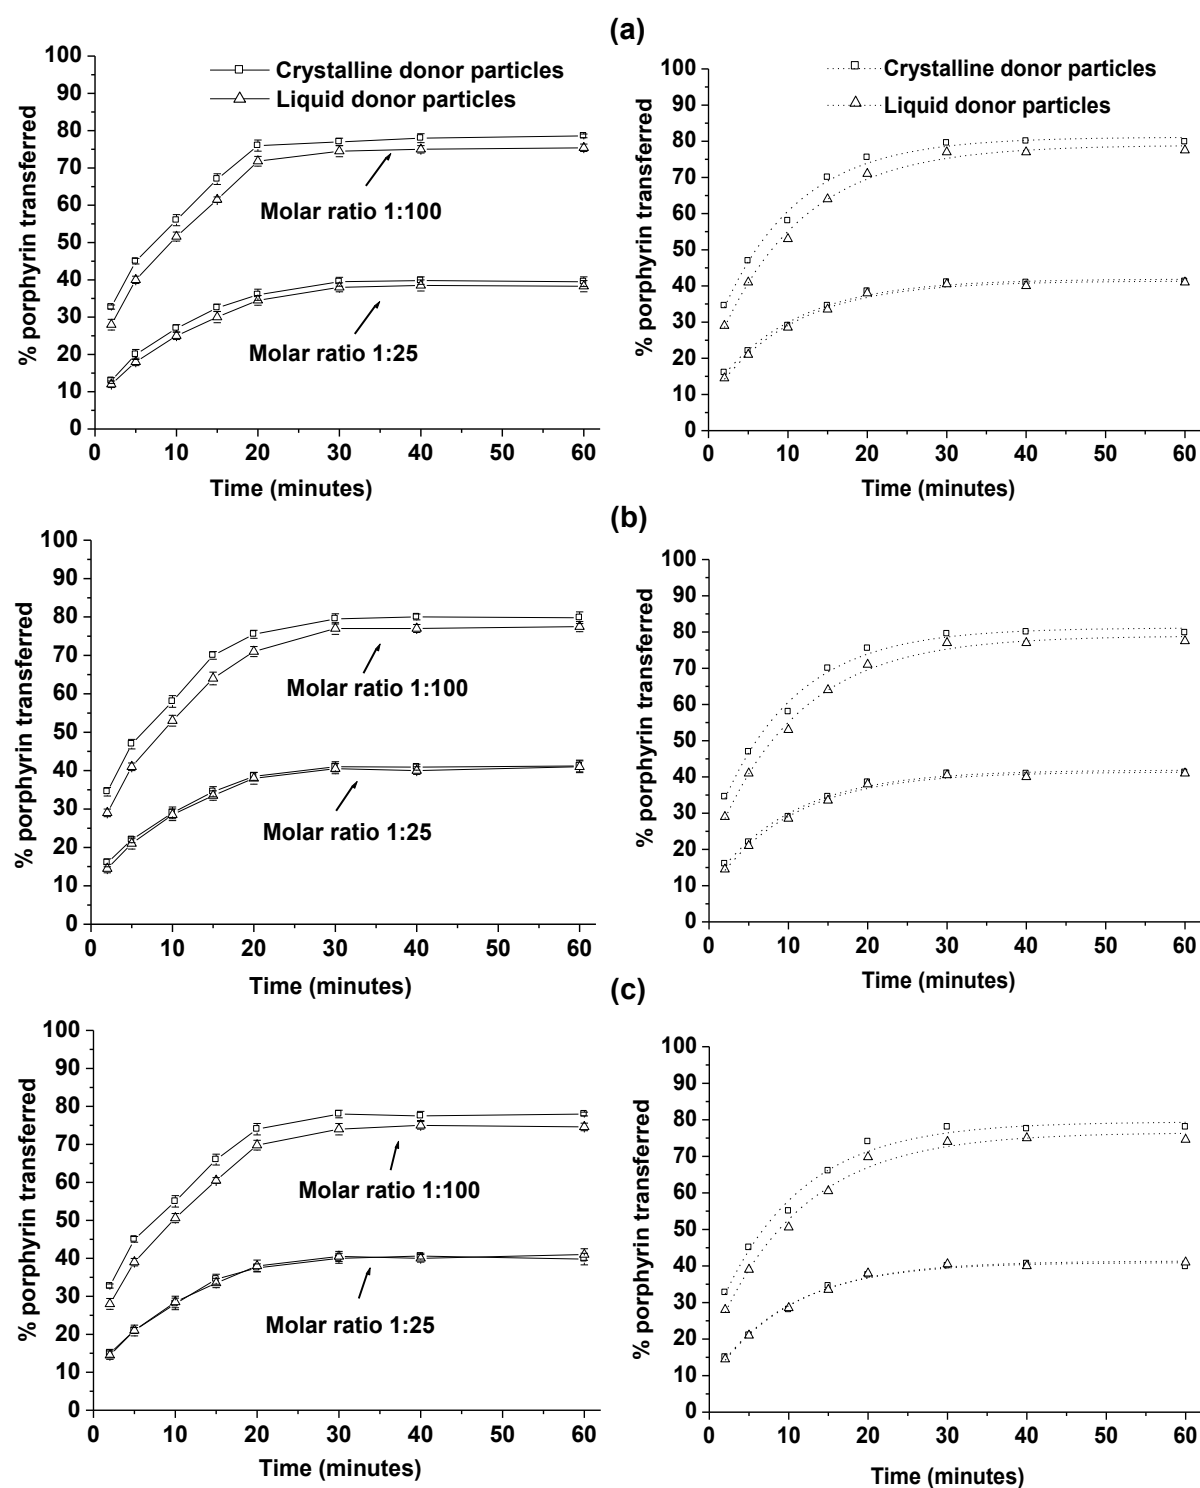 (a)
% porphyrin transferred
100
90
80
70
60
50
40
30
20
10
0
Crystalline donor particles
Liquid donor particles
Molar ratio 1:100
Molar ratio 1:25
0 10 20 30 40 50 60
Time (minutes)
% porphyrin transferred
100
90
80
70
60
50
40
30
20
10
0
Crystalline donor particles
Liquid donor particles
0 10 20 30 40 50 60
Time (minutes)
(b)
% porphyrin transferred
100
90
80
70
60
50
40
30
20
10
0
Molar ratio 1:100
Molar ratio 1:25
0 10 20 30 40 50 60
Time (minutes)
% porphyrin transferred
100
90
80
70
60
50
40
30
20
10
0
0 10 20 30 40 50 60
Time (minutes)
(c)
% porphyrin transferred
100
90
80
70
60
50
40
30
20
10
0
Molar ratio 1:100
Molar ratio 1:25
0 10 20 30 40 50 60
Time (minutes)
% porphyrin transferred
100
90
80
70
60
50
40
30
20
10
0
0 10 20 30 40 50 60
Time (minutes)